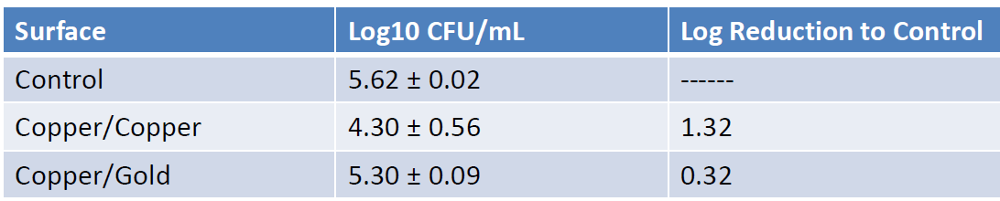 Surface Log10 CFU/mL Log Reduction to Control
Control 5.62 ± 0.02 ------
Copper/Copper 4.30 ± 0.56 1.32
Copper/Gold 5.30 ± 0.09 0.32